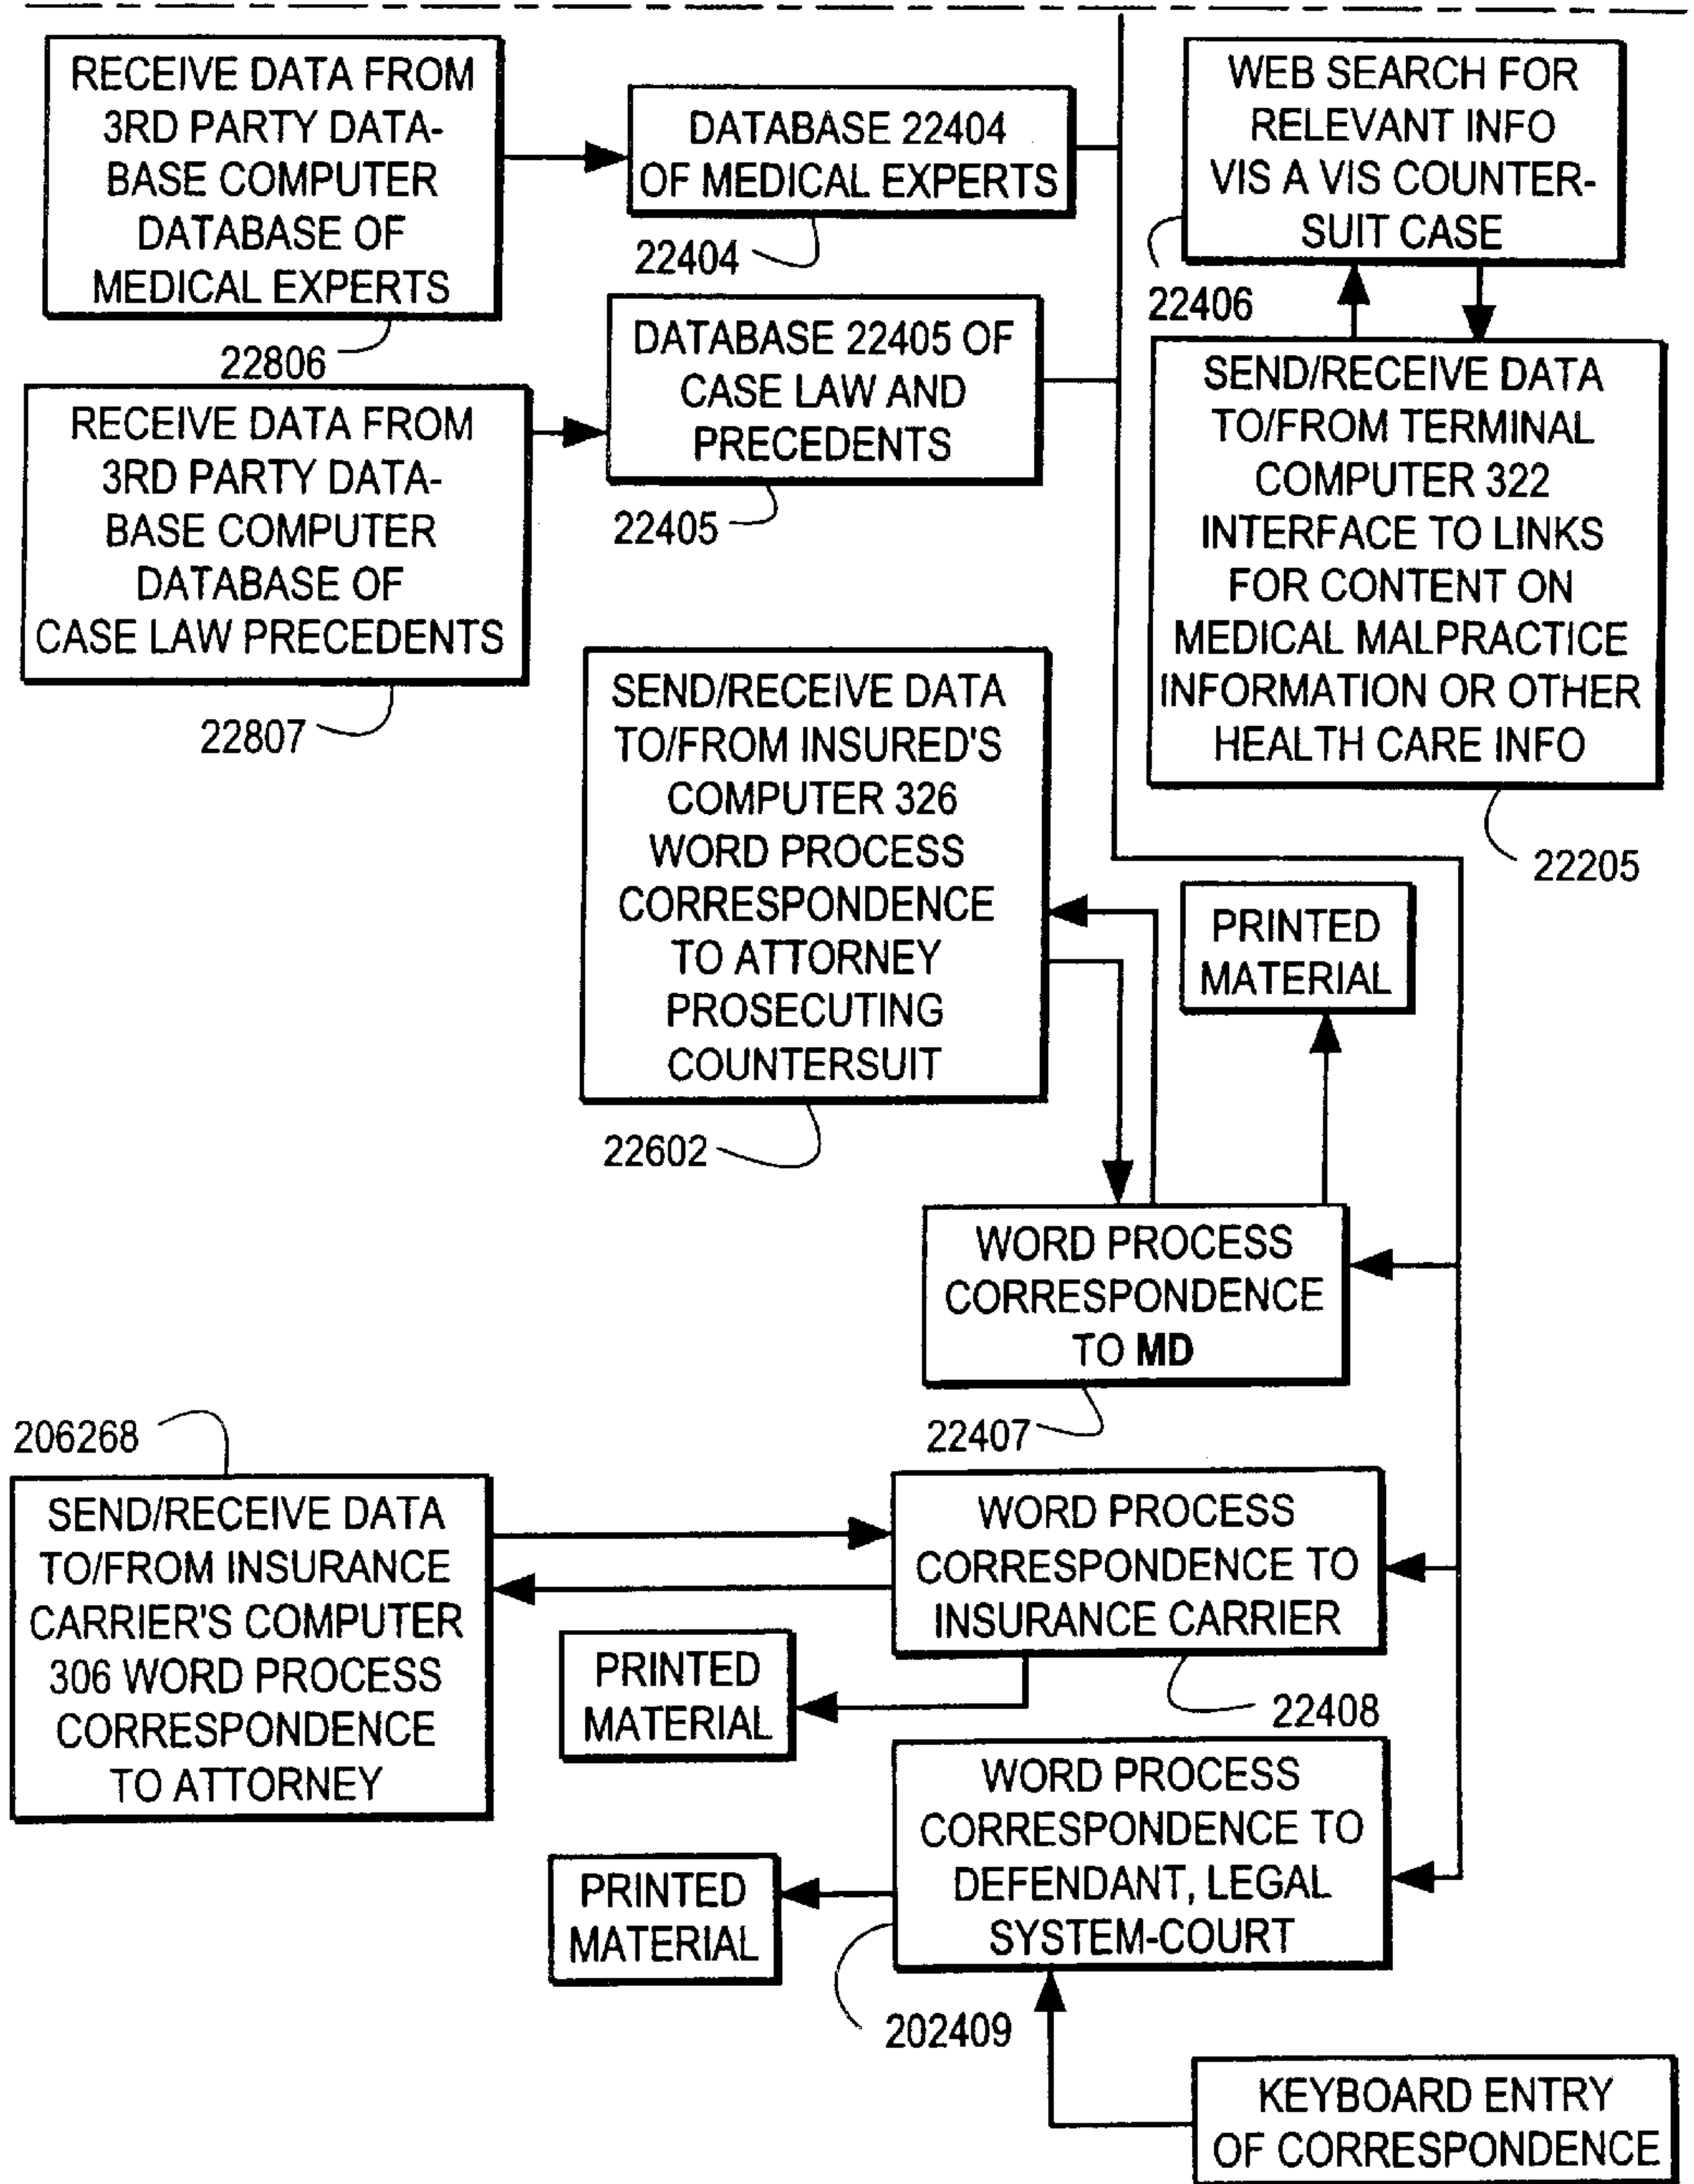 RECEIVE DATA FROM
3RD PARTY DATA-
BASE COMPUTER
DATABASE OF
MEDICAL EXPERTS
22806
DATABASE 22404
OF MEDICAL EXPERTS
22404
WEB SEARCH FOR
RELEVANT INFO
VIS A VIS COUNTER-
SUIT CASE
22406
RECEIVE DATA FROM
3RD PARTY DATA-
BASE COMPUTER
DATABASE OF
CASE LAW PRECEDENTS
22807
DATABASE 22405 OF
CASE LAW AND
PRECEDENTS
22405
SEND/RECEIVE DATA
TO/FROM TERMINAL
COMPUTER 322
INTERFACE TO LINKS
FOR CONTENT ON
MEDICAL MALPRACTICE
INFORMATION OR OTHER
HEALTH CARE INFO
22205
SEND/RECEIVE DATA
TO/FROM INSURED'S
COMPUTER 326
WORD PROCESS
CORRESPONDENCE
TO ATTORNEY
PROSECUTING
COUNTERSUIT
22602
PRINTED
MATERIAL
WORD PROCESS
CORRESPONDENCE
TO MD
22407
206268
SEND/RECEIVE DATA
TO/FROM INSURANCE
CARRIER'S COMPUTER
306 WORD PROCESS
CORRESPONDENCE
TO ATTORNEY
WORD PROCESS
CORRESPONDENCE TO
INSURANCE CARRIER
22408
PRINTED
MATERIAL
WORD PROCESS
CORRESPONDENCE TO
DEFENDANT, LEGAL
SYSTEM-COURT
202409
PRINTED
MATERIAL
KEYBOARD ENTRY
OF CORRESPONDENCE